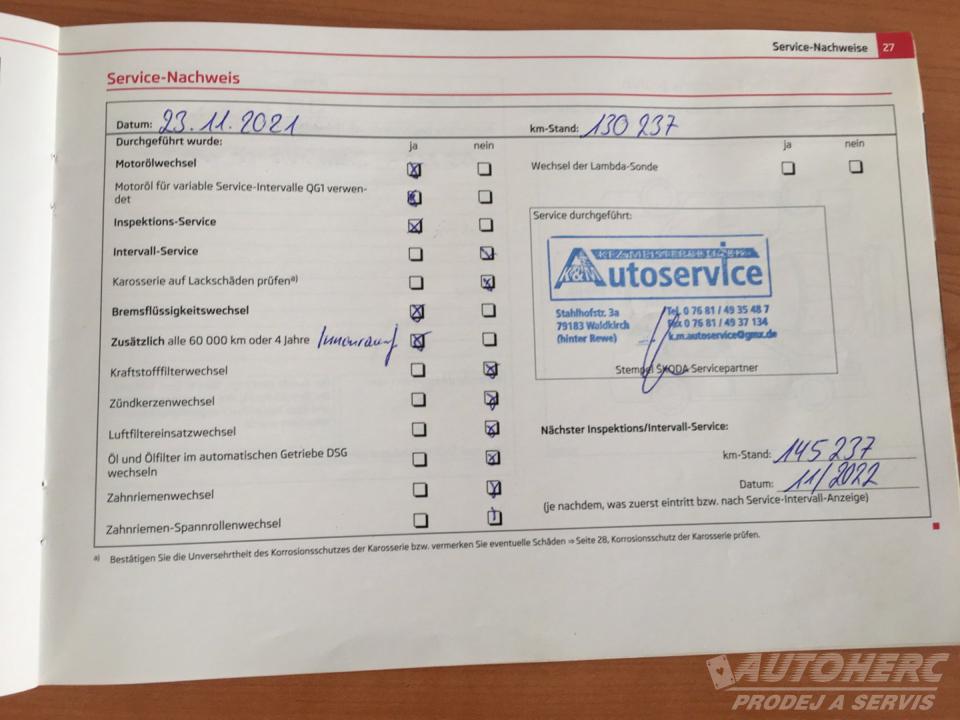 Service-Nachweise 27
Service-Nachweis
Datum: 23.11.2021
km-Stand: 130 237
Durchgeführt wurde: ja nein
ja nein
Motorölwechsel
Wechsel der Lambda-Sonde
Motoröl für variable Service-Intervalle QG1 verwen-
det
Inspektions-Service
Intervall-Service
Karosserie auf Lackschäden prüfen a)
Bremsflüssigkeitswechsel
Zusätzlich alle 60 000 km oder 4 Jahre
Kraftstofffilterwechsel
Zündkerzenwechsel
Luftfiltereinsatzwechsel
Öl und Ölfilter im automatischen Getriebe DSG
wechseln
Zahnriemenwechsel
Zahnriemen-Spannrollenwechsel
Service durchgeführt:
K&M
Autoservice
Stahlhofstr. 3a
79183 Waldkirch
(hinter Rewe)
Tel. 0 76 81 / 49 35 48 7
Fax 0 76 81 / 49 37 134
k.m.autoservice@gmx.de
Stempel ŠKODA Servicepartner
Nächster Inspektions/Intervall-Service:
km-Stand: 145 237
Datum: 11/2022
(je nachdem, was zuerst eintritt bzw. nach Service-Intervall-Anzeige)
a) Bestätigen Sie die Unversehrtheit des Korrosionsschutzes der Karosserie bzw. vermerken Sie eventuelle Schäden ⇒ Seite 28, Korrosionsschutz der Karosserie prüfen.
AUTOHERC
PRODEJ A SERVIS